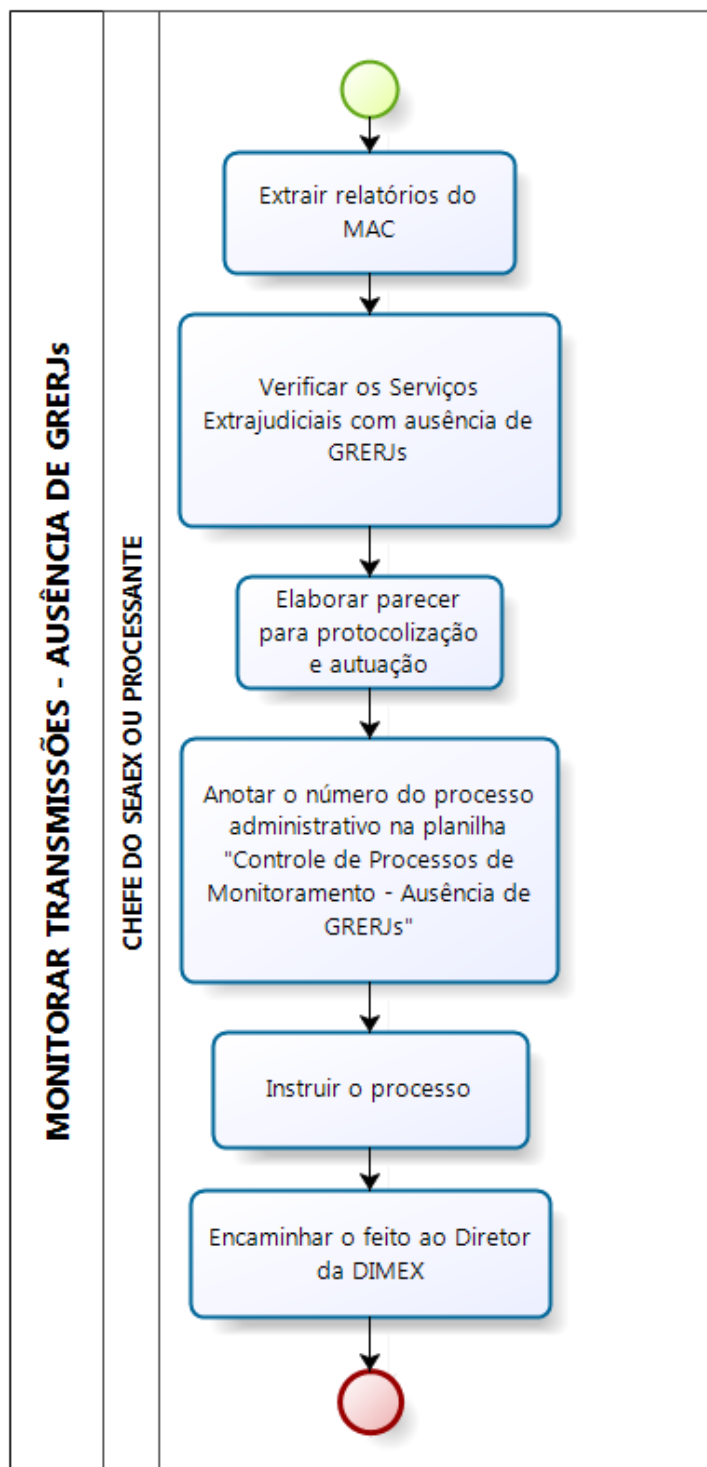 MONITORAR TRANSMISSÕES - AUSÊNCIA DE GRERJs
CHEFE DO SEAEX OU PROCESSANTE
Extrair relatórios do
MAC
Verificar os Serviços
Extrajudiciais com ausência de
GRERJs
Elaborar parecer
para protocolização
e autuação
Anotar o número do processo
administrativo na planilha
"Controle de Processos de
Monitoramento - Ausência de
GRERJs"
Instruir o processo
Encaminhar o feito ao Diretor
da DIMEX